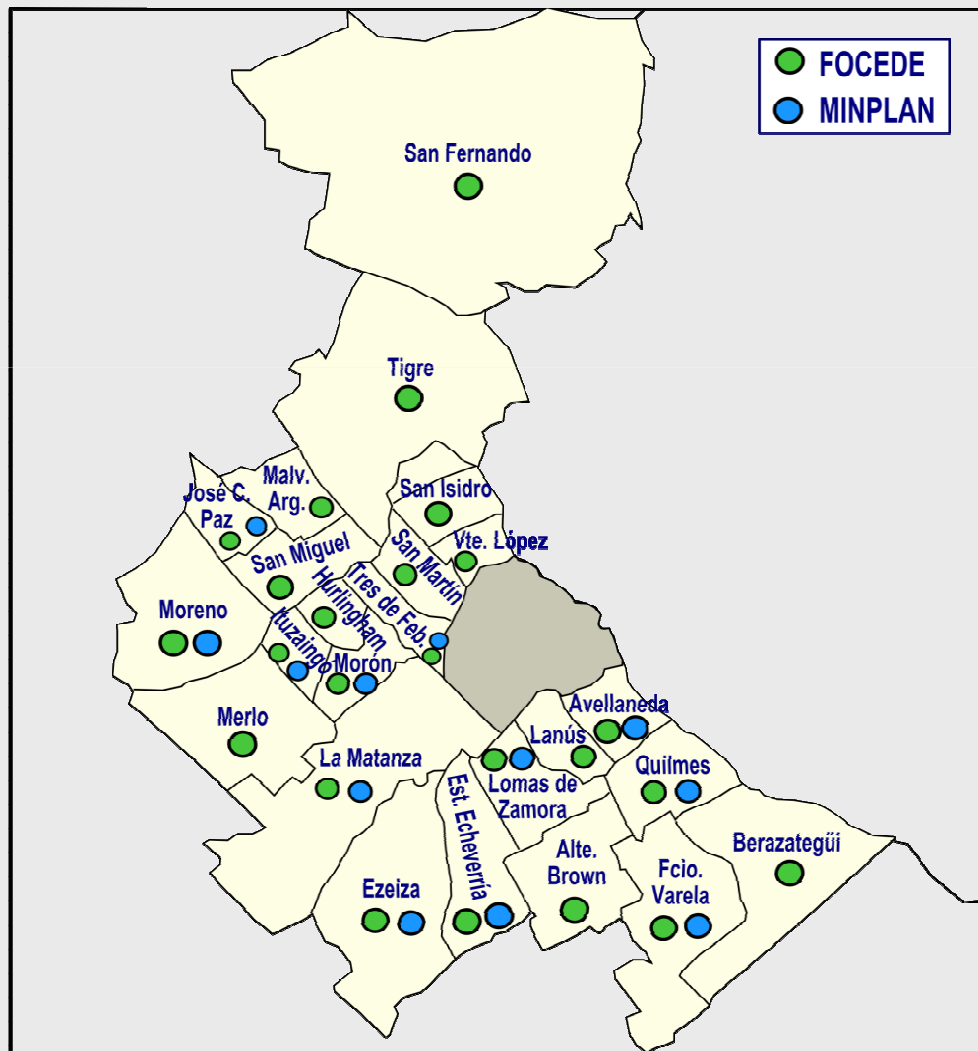 FOCEDE
MINPLAN
San Fernando
Tigre
Malv.
Arg.
José C.
Paz
San Isidro
Vte. López
San Miguel
San Martín
Hurlingham
Tres de Feb.
Moreno
Ituzaingo
Morón
Merlo
Avellaneda
Lanús
La Matanza
Quilmes
Lomas de
Zamora
Est. Echeverría
Berazategüi
Alte.
Brown
Fcio.
Varela
Ezeiza